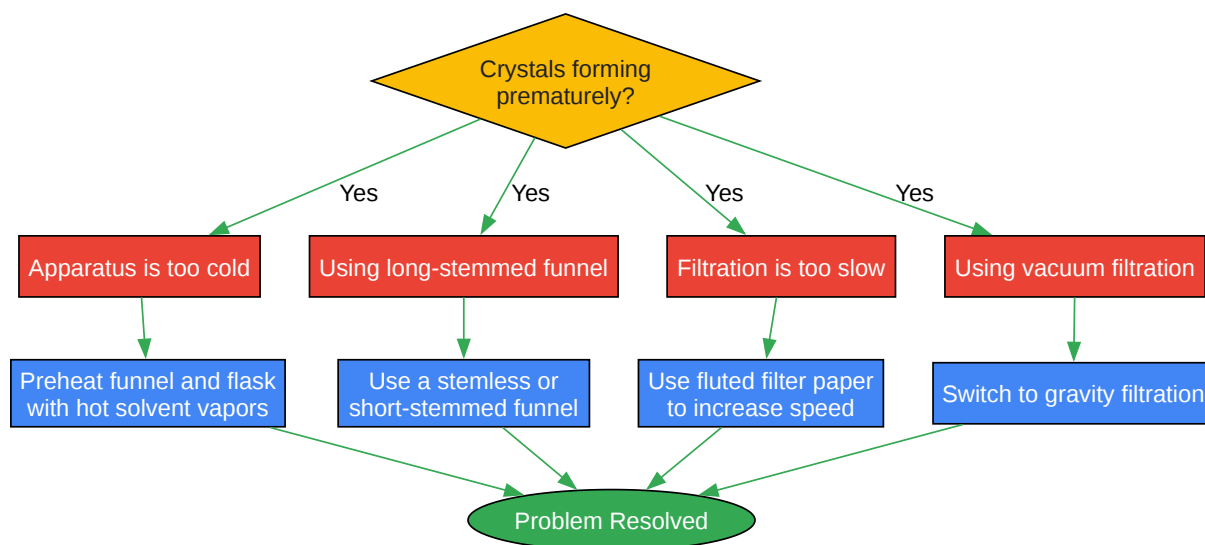 Crystals forming
prematurely?
Yes
Yes
Yes
Yes
Apparatus is too cold
Using long-stemmed funnel
Filtration is too slow
Using vacuum filtration
Preheat funnel and flask
with hot solvent vapors
Use a stemless or
short-stemmed funnel
Use fluted filter paper
to increase speed
Switch to gravity filtration
Problem Resolved